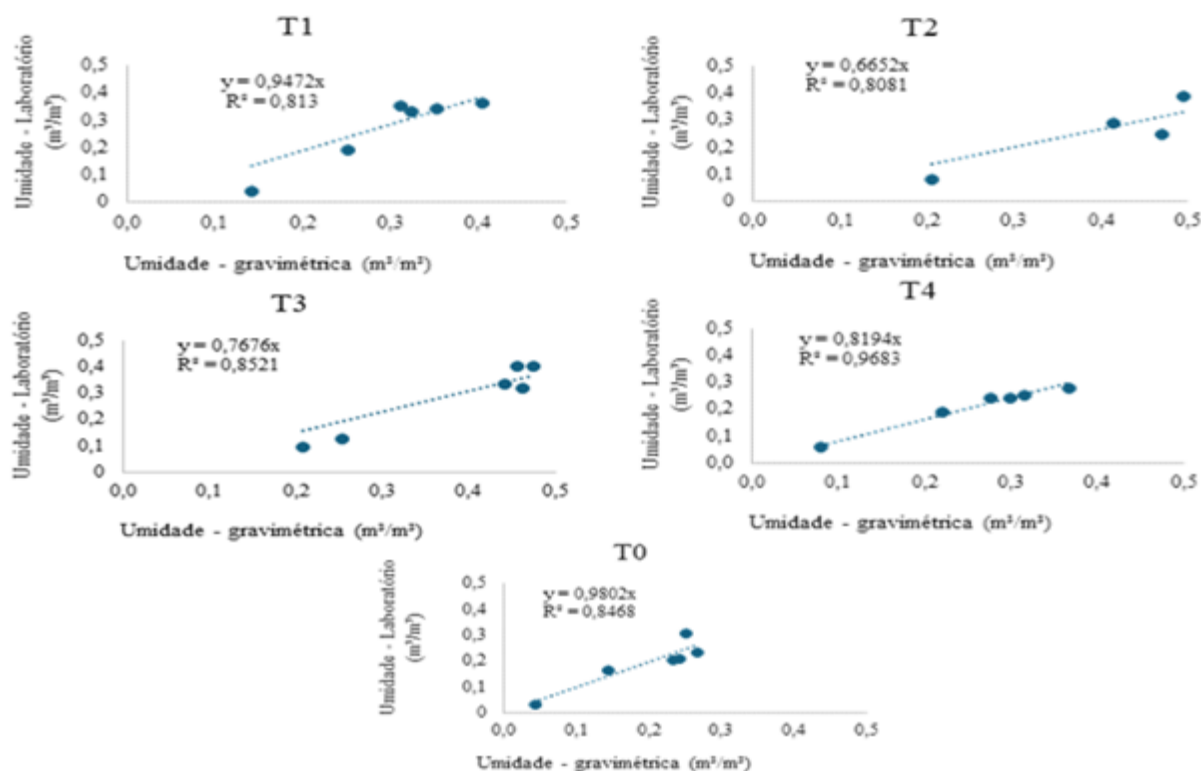 T1
Umidade - Laboratório
(m³/m³)
0,5
0,4
0,3
0,2
0,1
0
y = 0,9472x
R² = 0,813
0,0 0,1 0,2 0,3 0,4 0,5
Umidade - gravimétrica (m³/m³)
T2
Umidade - Laboratório
(m³/m³)
0,5
0,4
0,3
0,2
0,1
0
y = 0,6652x
R² = 0,8081
0,0 0,1 0,2 0,3 0,4 0,5
Umidade - gravimétrica (m³/m³)
T3
Umidade - Laboratório
(m³/m³)
0,5
0,4
0,3
0,2
0,1
0
y = 0,7676x
R² = 0,8521
0,0 0,1 0,2 0,3 0,4 0,5
Umidade - gravimétrica (m³/m³)
T4
Umidade - Laboratório
(m³/m³)
0,5
0,4
0,3
0,2
0,1
0,0
y = 0,8194x
R² = 0,9683
0,0 0,1 0,2 0,3 0,4 0,5
Umidade - gravimétrica (m³/m³)
T0
Umidade - Laboratório
(m³/m³)
0,5
0,4
0,3
0,2
0,1
0
y = 0,9802x
R² = 0,8468
0,0 0,1 0,2 0,3 0,4 0,5
Umidade - gravimétrica (m³/m³)